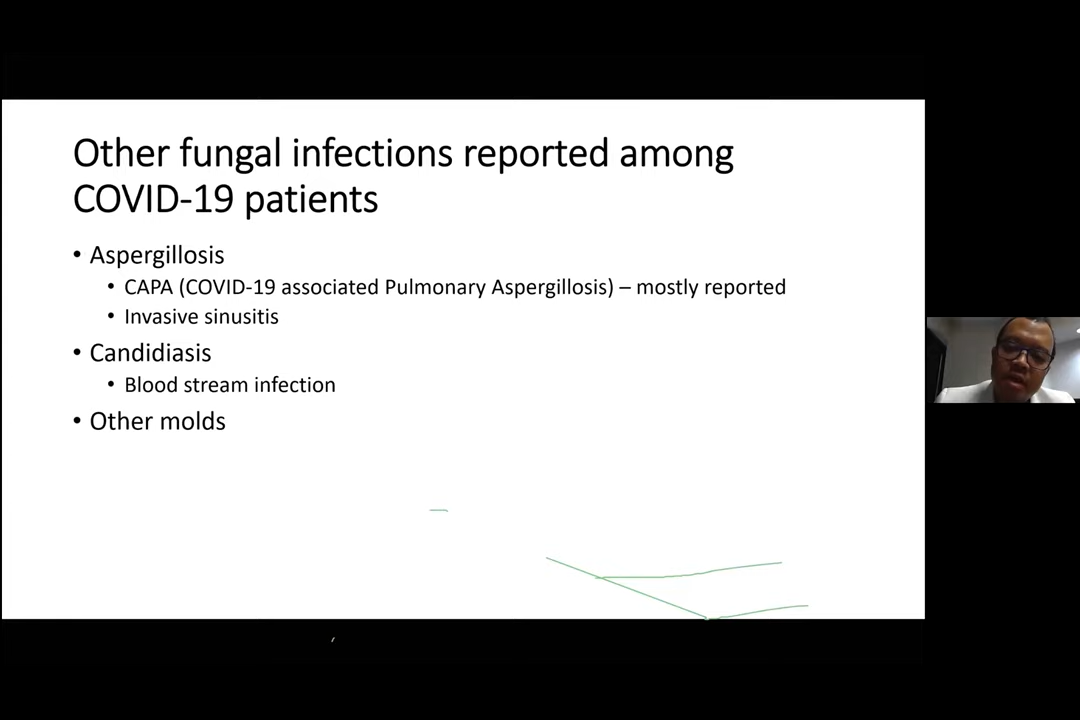 Other fungal infections reported among
COVID-19 patients
• Aspergillosis
• CAPA (COVID-19 associated Pulmonary Aspergillosis) – mostly reported
• Invasive sinusitis
• Candidiasis
• Blood stream infection
• Other molds